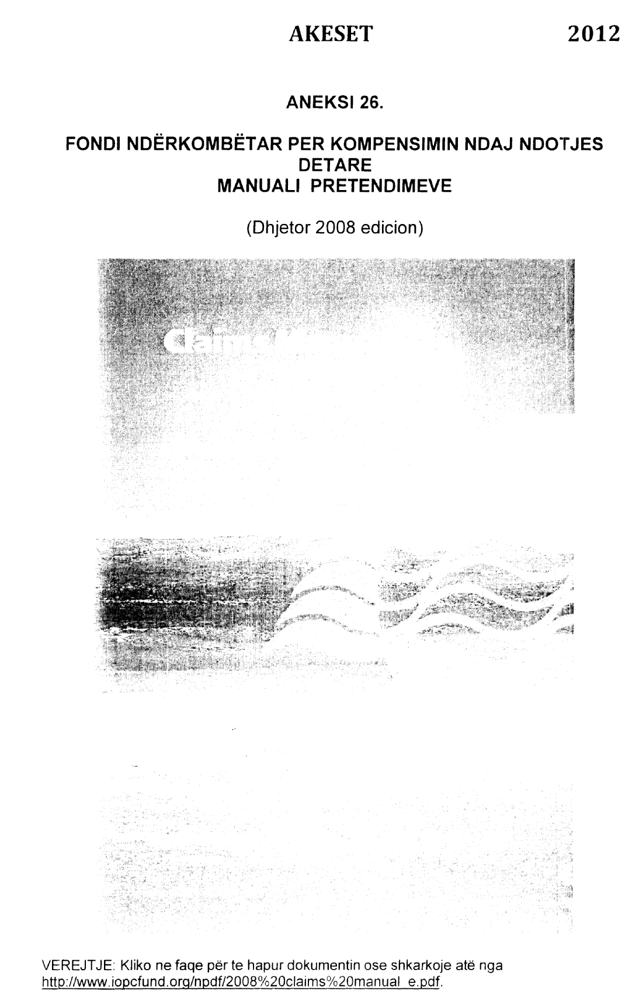 AKESET 2012
ANEKSI 26.
FONDI NDËRKOMBËTAR PER KOMPENSIMIN NDAJ NDOTJES
DETARE
MANUALI PRETENDIMEVE
(Dhjetor 2008 edicion)
Claims
VEREJTJE: Kliko ne faqe për te hapur dokumentin ose shkarkoje atë nga
http://www.iopcfund.org/npdf/2008%20claims%20manual_e.pdf.